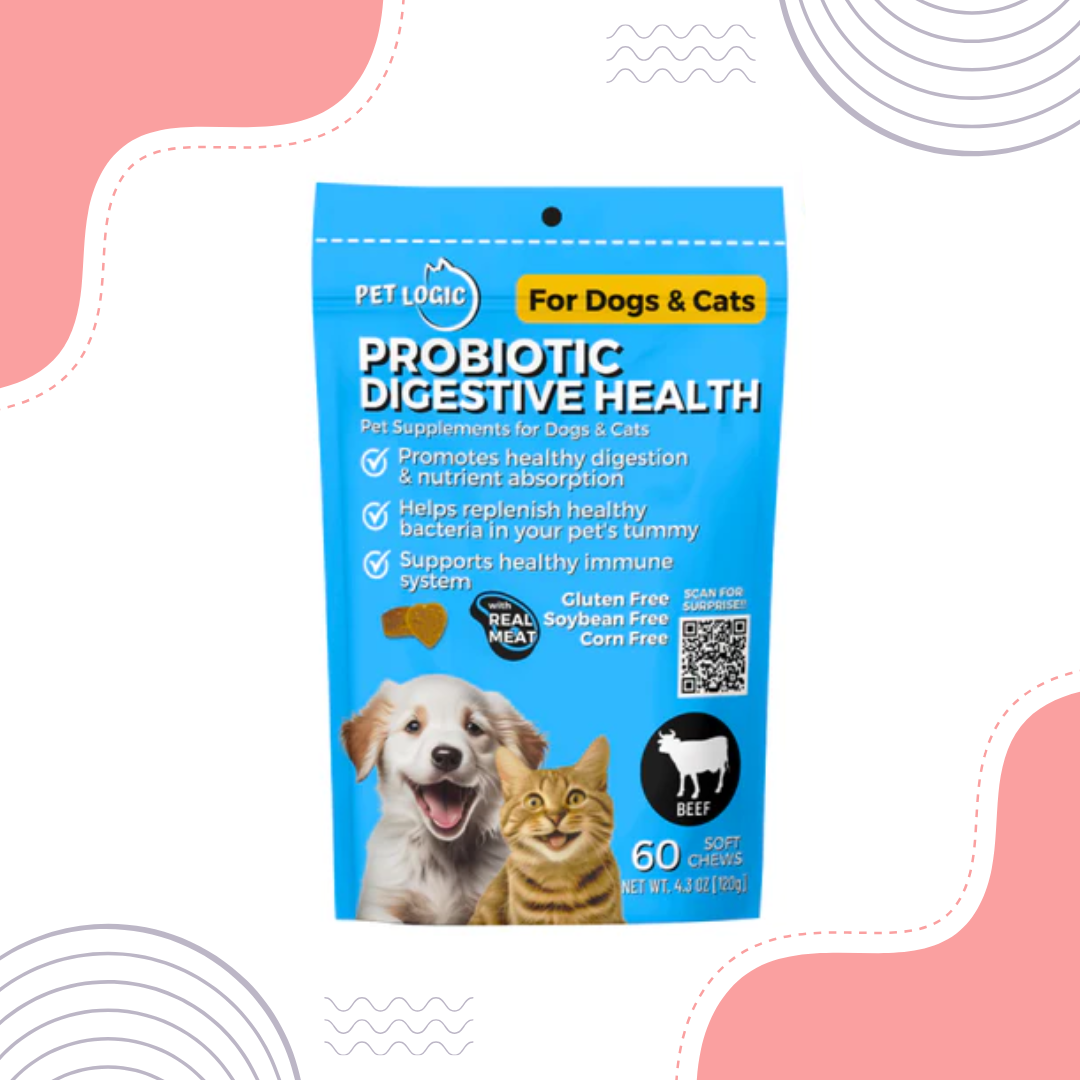 PET LOGIC
For Dogs & Cats
PROBIOTIC
DIGESTIVE HEALTH
Pet Supplements for Dogs & Cats
Promotes healthy digestion
& nutrient absorption
Helps replenish healthy
bacteria in your pet's tummy
Supports healthy immune
system
with
REAL
MEAT
Gluten Free
Soybean Free
Corn Free
SCAN FOR
SURPRISE!!
BEEF
60 SOFT
CHEWS
NET WT. 4.3 OZ [120g]